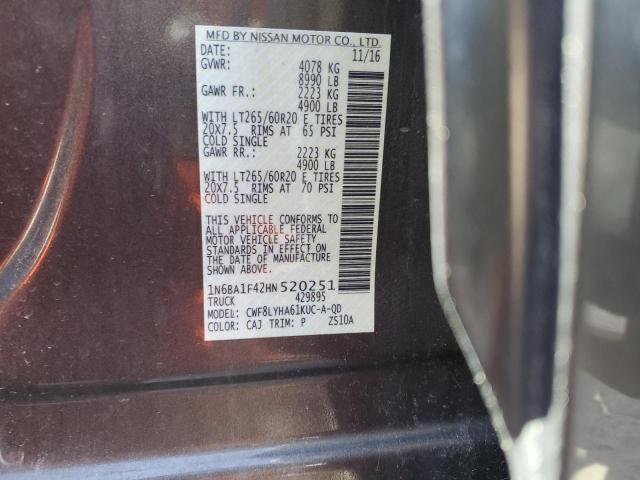 MFD BY NISSAN MOTOR CO., LTD.
DATE: 11/16
GVWR: 4078 KG
8990 LB
GAWR FR.: 2223 KG
4900 LB
WITH LT265/60R20 E TIRES
20X7.5 RIMS AT 65 PSI
COLD SINGLE
GAWR RR.: 2223 KG
4900 LB
WITH LT265/60R20 E TIRES
20X7.5 RIMS AT 70 PSI
COLD SINGLE
THIS VEHICLE CONFORMS TO
ALL APPLICABLE FEDERAL
MOTOR VEHICLE SAFETY
STANDARDS IN EFFECT ON
THE DATE OF MANUFACTURE
SHOWN ABOVE.
1N6BA1F42HN520251
TRUCK 429895
MODEL: CWF8LYHA61KUC-A-QD
COLOR: CAJ TRIM: P ZS10A